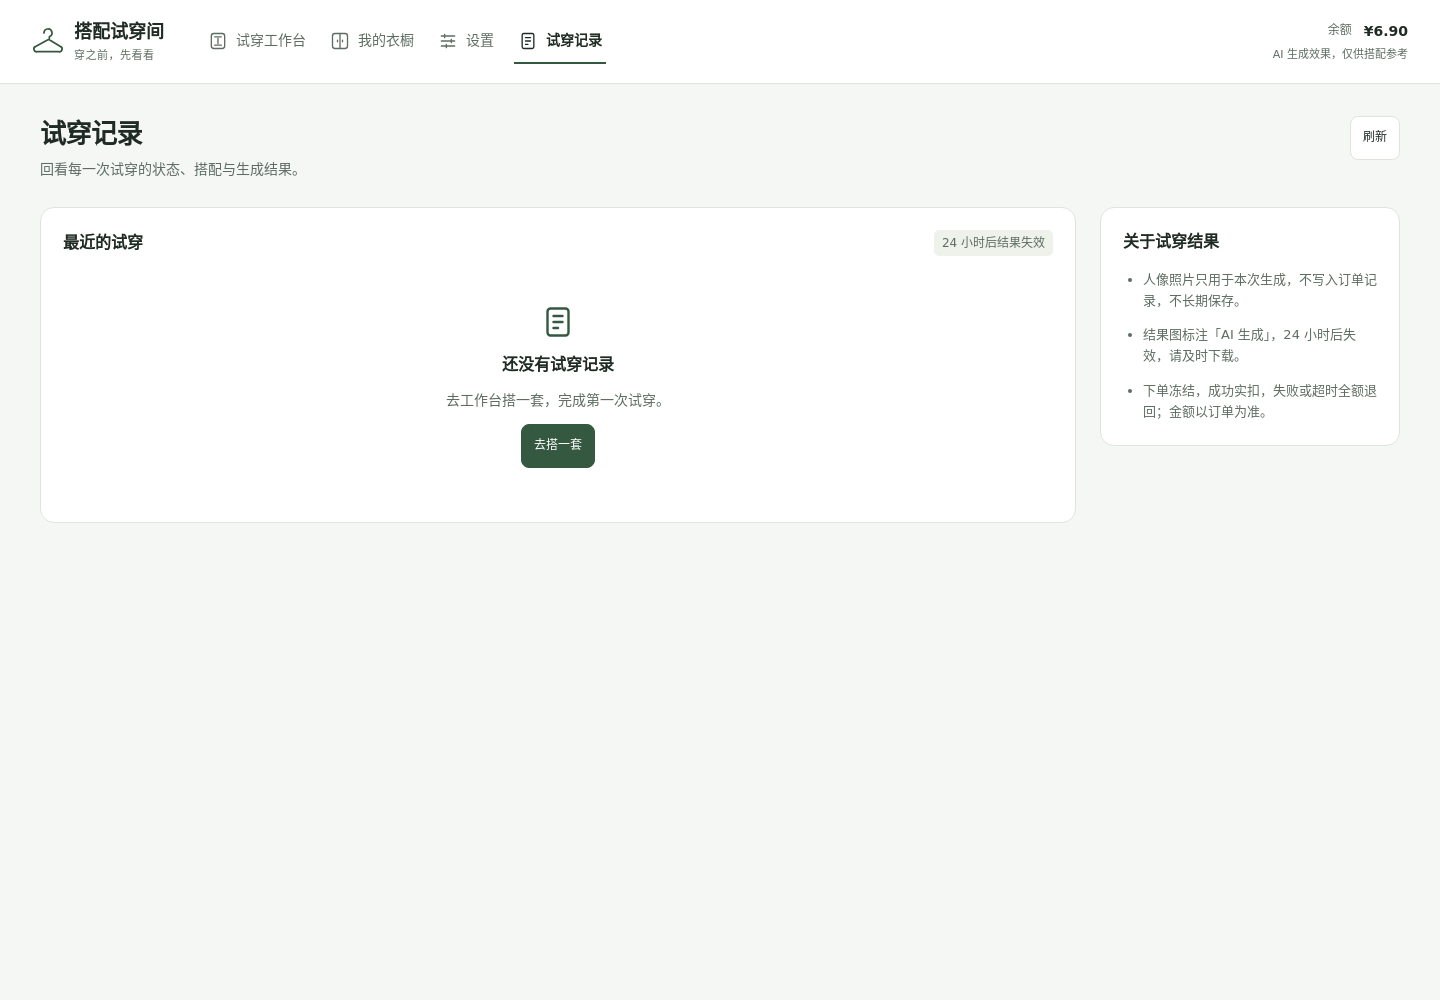 搭配试穿间
穿之前，先看看
试穿工作台
我的衣橱
设置
试穿记录
余额 ¥6.90
AI 生成效果，仅供搭配参考
试穿记录
回看每一次试穿的状态、搭配与生成结果。
刷新
最近的试穿
24 小时后结果失效
还没有试穿记录
去工作台搭一套，完成第一次试穿。
去搭一套
关于试穿结果
人像照片只用于本次生成，不写入订单记
录，不长期保存。
结果图标注「AI 生成」，24 小时后失
效，请及时下载。
下单冻结，成功实扣，失败或超时全额退
回；金额以订单为准。